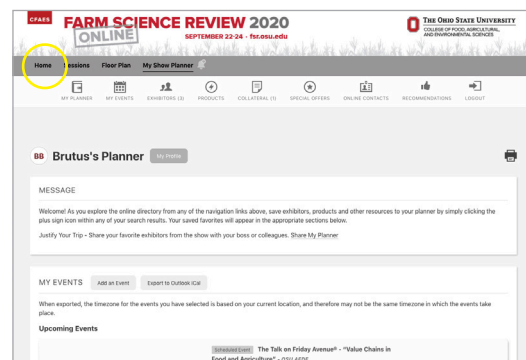 CFAES
FARM SCIENCE REVIEW 2020
ONLINE
SEPTEMBER 22-24 - fsr.osu.edu
THE OHIO STATE UNIVERSITY
COLLEGE OF FOOD, AGRICULTURAL,
AND ENVIRONMENTAL SCIENCES
Home Sessions Floor Plan My Show Planner
MY PLANNER MY EVENTS EXHIBITORS (3) PRODUCTS COLLATERAL (1) SPECIAL OFFERS ONLINE CONTACTS RECOMMENDATIONS LOGOUT
BB Brutus's Planner My Profile
MESSAGE
Welcome! As you explore the online directory from any of the navigation links above, save exhibitors, products and other resources to your planner by simply clicking the
plus sign icon within any of your search results. Your saved favorites will appear in the appropriate sections below.
Justify Your Trip - Share your favorite exhibitors from the show with your boss or colleagues. Share My Planner
MY EVENTS Add an Event Export to Outlook iCal
When exported, the timezone for the events you have selected is based on your current location, and therefore may not be the same timezone in which the events take
place.
Upcoming Events
Scheduled Event The Talk on Friday Avenue® - "Value Chains in
Food and Agriculture" - OSU AEDE